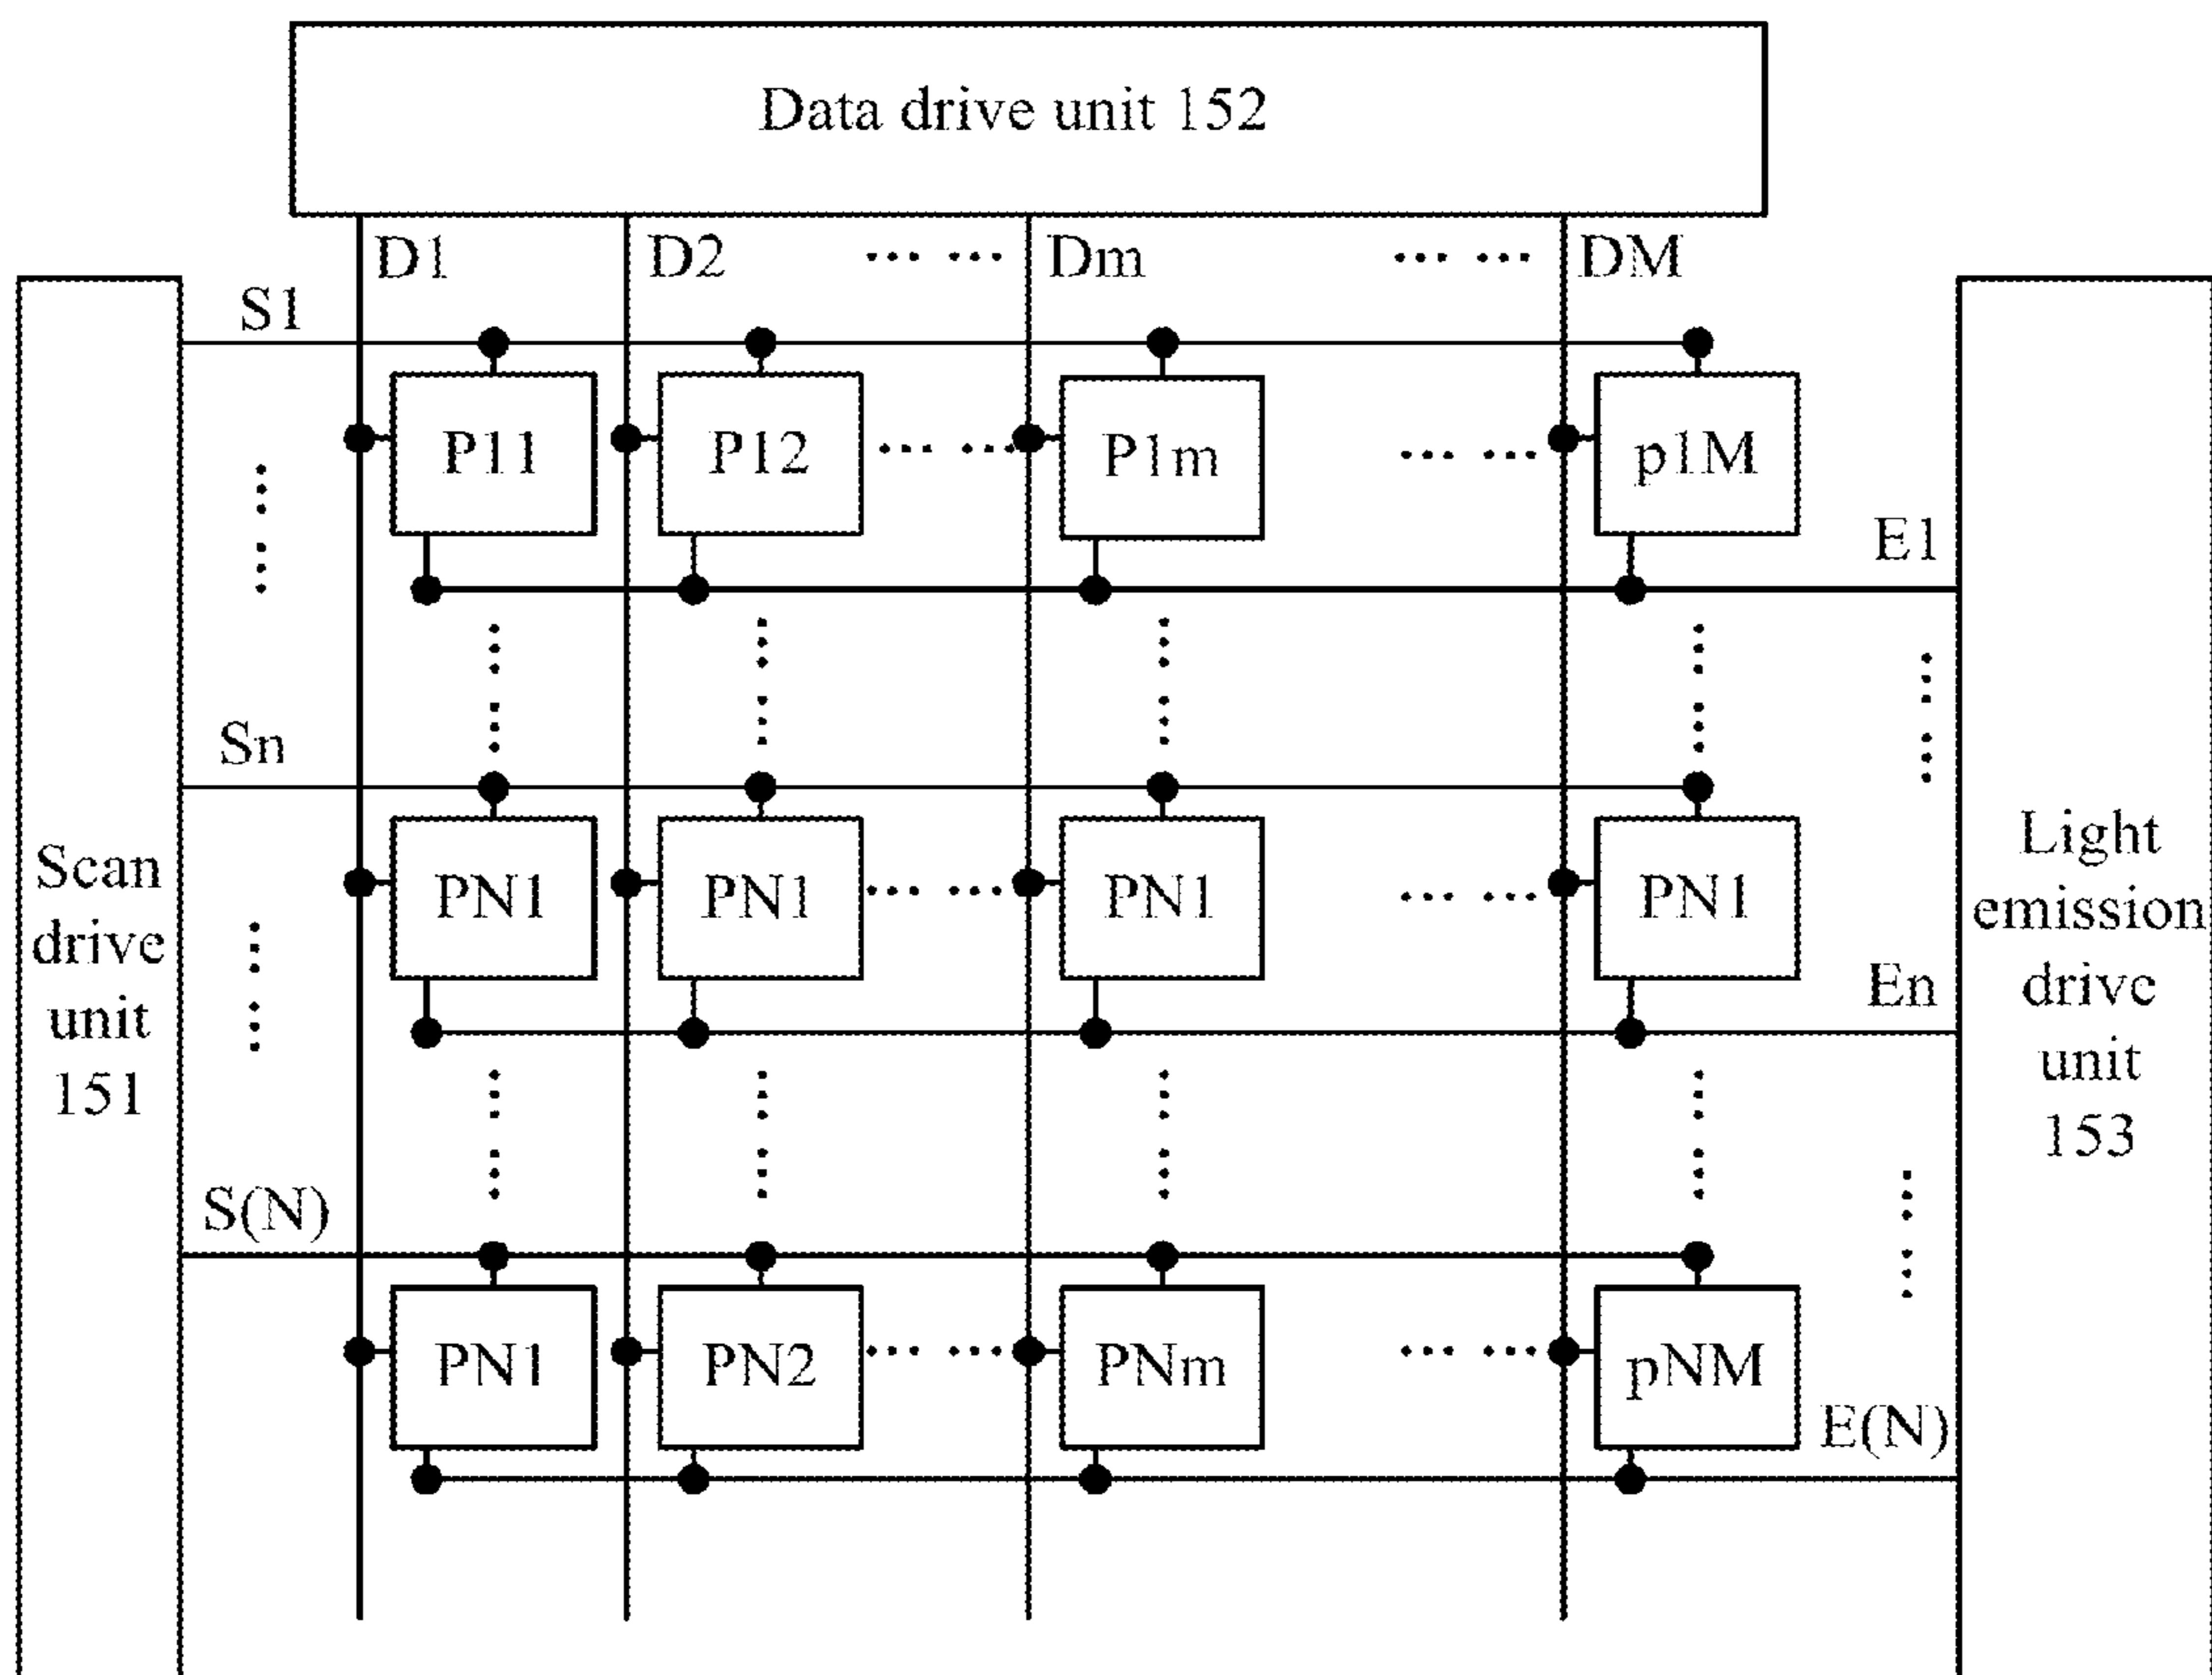 Data drive unit 152
D1 D2 ... ... Dm ... ... DM
S1
P11 P12 ... ... P1m ... ... p1M
E1
Sn
PN1 PN1 ... ... PN1 ... ... PN1
En
Scan
drive
unit
151
Light
emission
drive
unit
153
S(N)
PN1 PN2 ... ... PNm ... ... pNM
E(N)